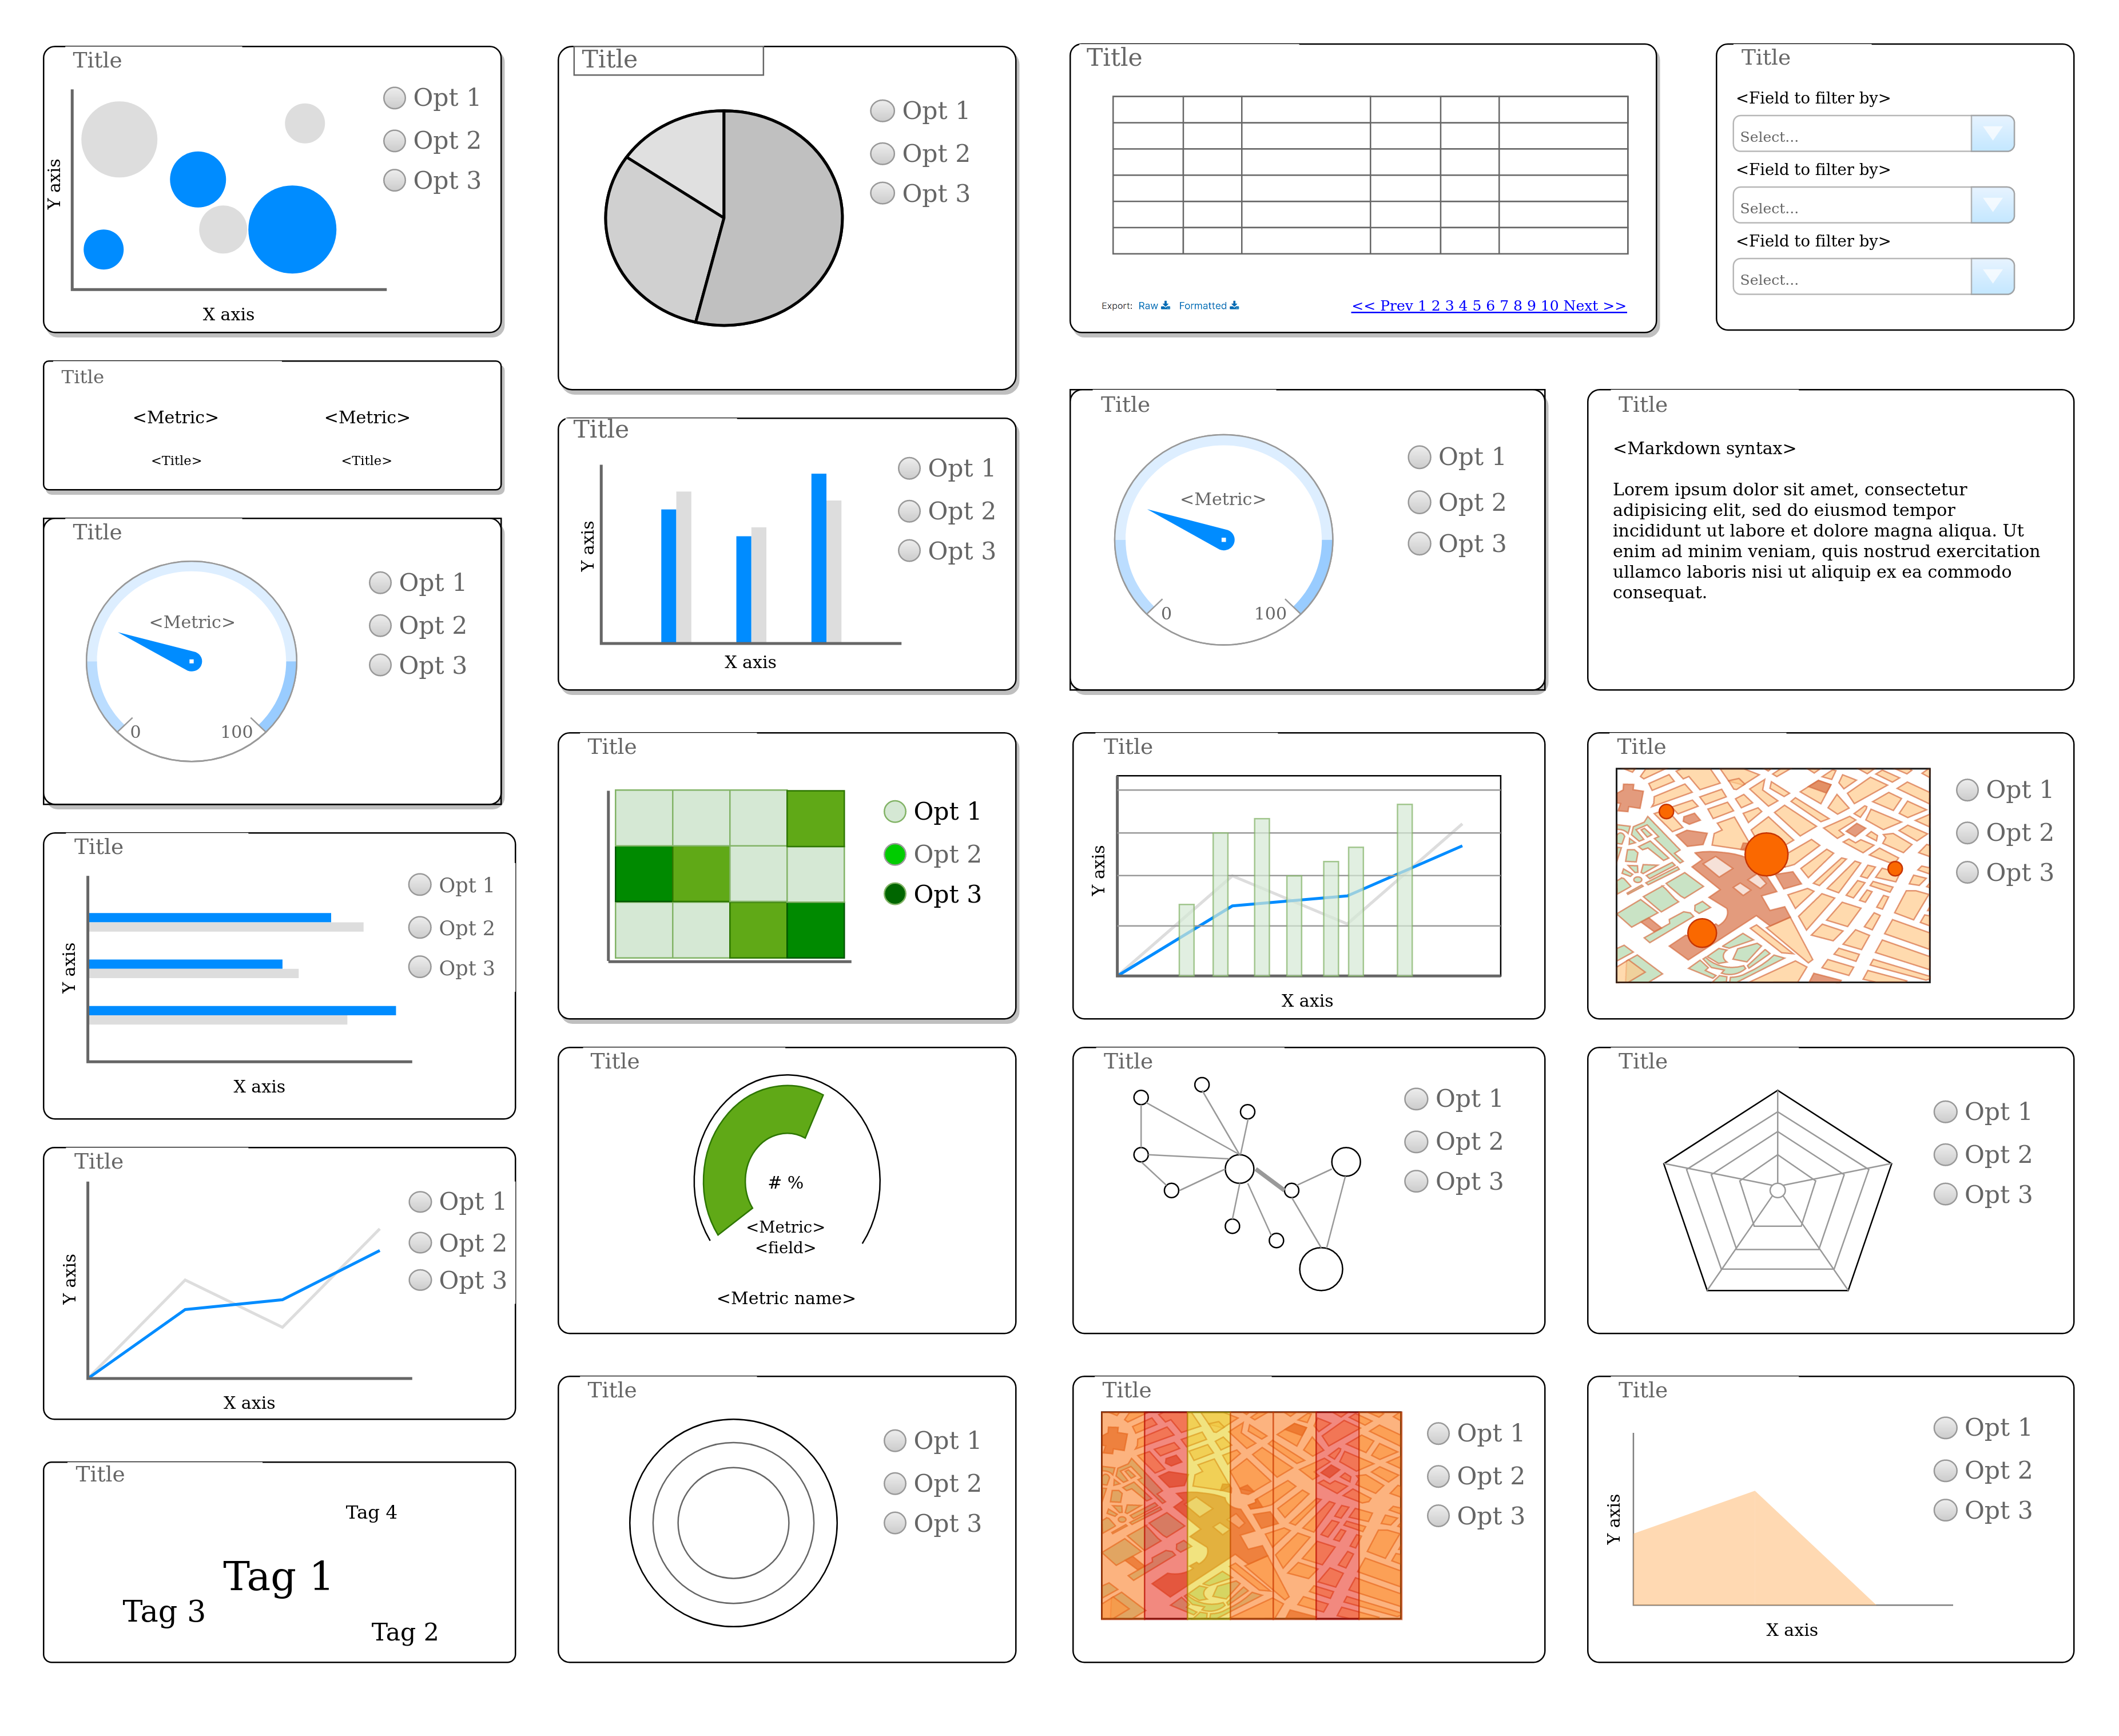 Title
Opt 1
Opt 2
Opt 3
Y axis
X axis
Title
Opt 1
Opt 2
Opt 3
Title
Export: Raw Formatted
<< Prev 1 2 3 4 5 6 7 8 9 10 Next >>
Title
<Field to filter by>
Select...
<Field to filter by>
Select...
<Field to filter by>
Select...
Title
<Metric> <Metric>
<Title> <Title>
Title
Opt 1
Opt 2
Opt 3
Y axis
X axis
Title
<Metric>
0 100
Opt 1
Opt 2
Opt 3
Title
<Markdown syntax>
Lorem ipsum dolor sit amet, consectetur
adipisicing elit, sed do eiusmod tempor
incididunt ut labore et dolore magna aliqua. Ut
enim ad minim veniam, quis nostrud exercitation
ullamco laboris nisi ut aliquip ex ea commodo
consequat.
Title
<Metric>
0 100
Opt 1
Opt 2
Opt 3
Title
Opt 1
Opt 2
Opt 3
Title
Y axis
X axis
Title
Opt 1
Opt 2
Opt 3
Title
Opt 1
Opt 2
Opt 3
Y axis
X axis
Title
# %
<Metric>
<field>
<Metric name>
Title
Opt 1
Opt 2
Opt 3
Title
Opt 1
Opt 2
Opt 3
Title
Opt 1
Opt 2
Opt 3
Y axis
X axis
Title
Opt 1
Opt 2
Opt 3
Title
Opt 1
Opt 2
Opt 3
Title
Opt 1
Opt 2
Opt 3
Y axis
X axis
Title
Tag 4
Tag 1
Tag 3
Tag 2